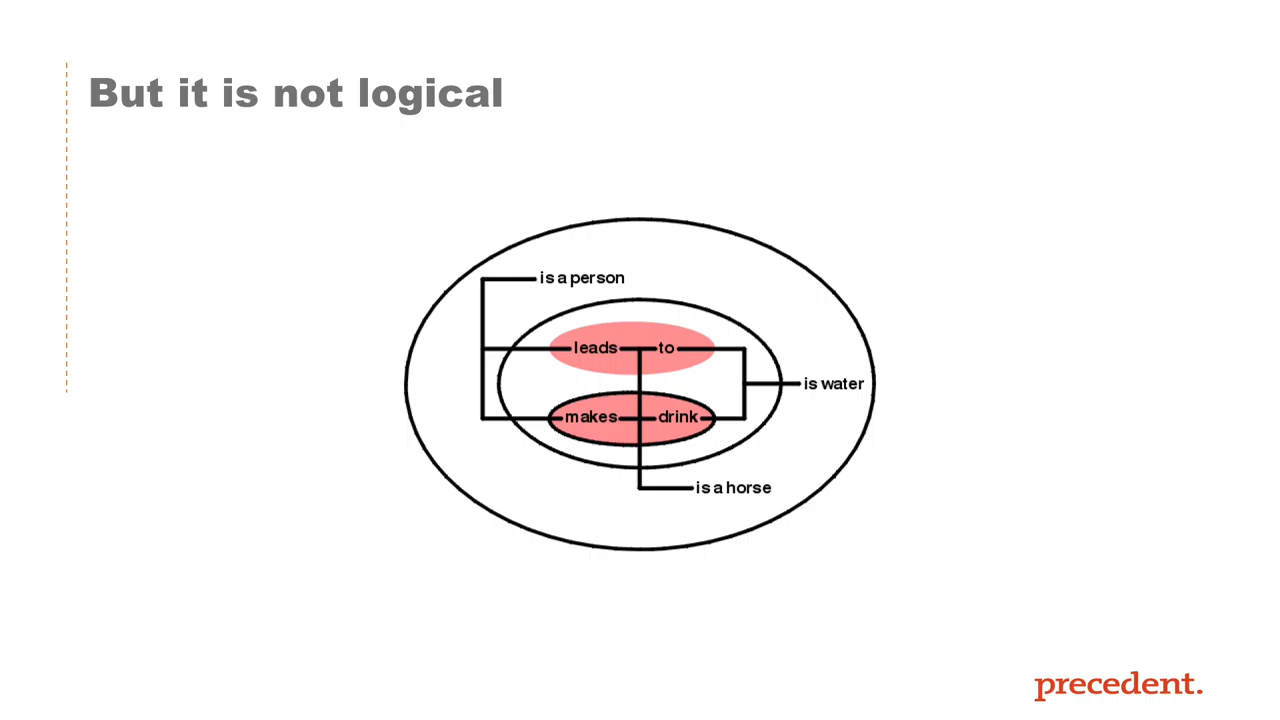 But it is not logical
is a person
leads to
is water
makes drink
is a horse
precedent.